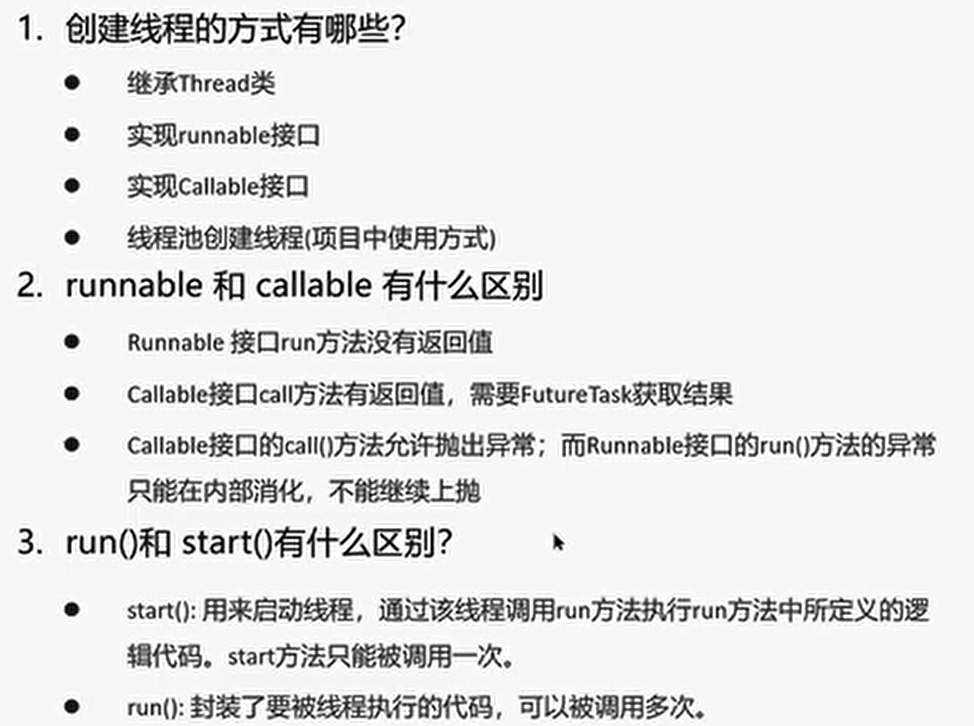 1. 创建线程的方式有哪些?
● 继承Thread类
● 实现runnable接口
● 实现Callable接口
● 线程池创建线程(项目中使用方式)
2. runnable 和 callable 有什么区别
● Runnable 接口run方法没有返回值
● Callable接口call方法有返回值，需要FutureTask获取结果
● Callable接口的call()方法允许抛出异常；而Runnable接口的run()方法的异常
只能在内部消化，不能继续上抛
3. run()和 start()有什么区别?
● start(): 用来启动线程，通过该线程调用run方法执行run方法中所定义的逻
辑代码。start方法只能被调用一次。
● run(): 封装了要被线程执行的代码，可以被调用多次。